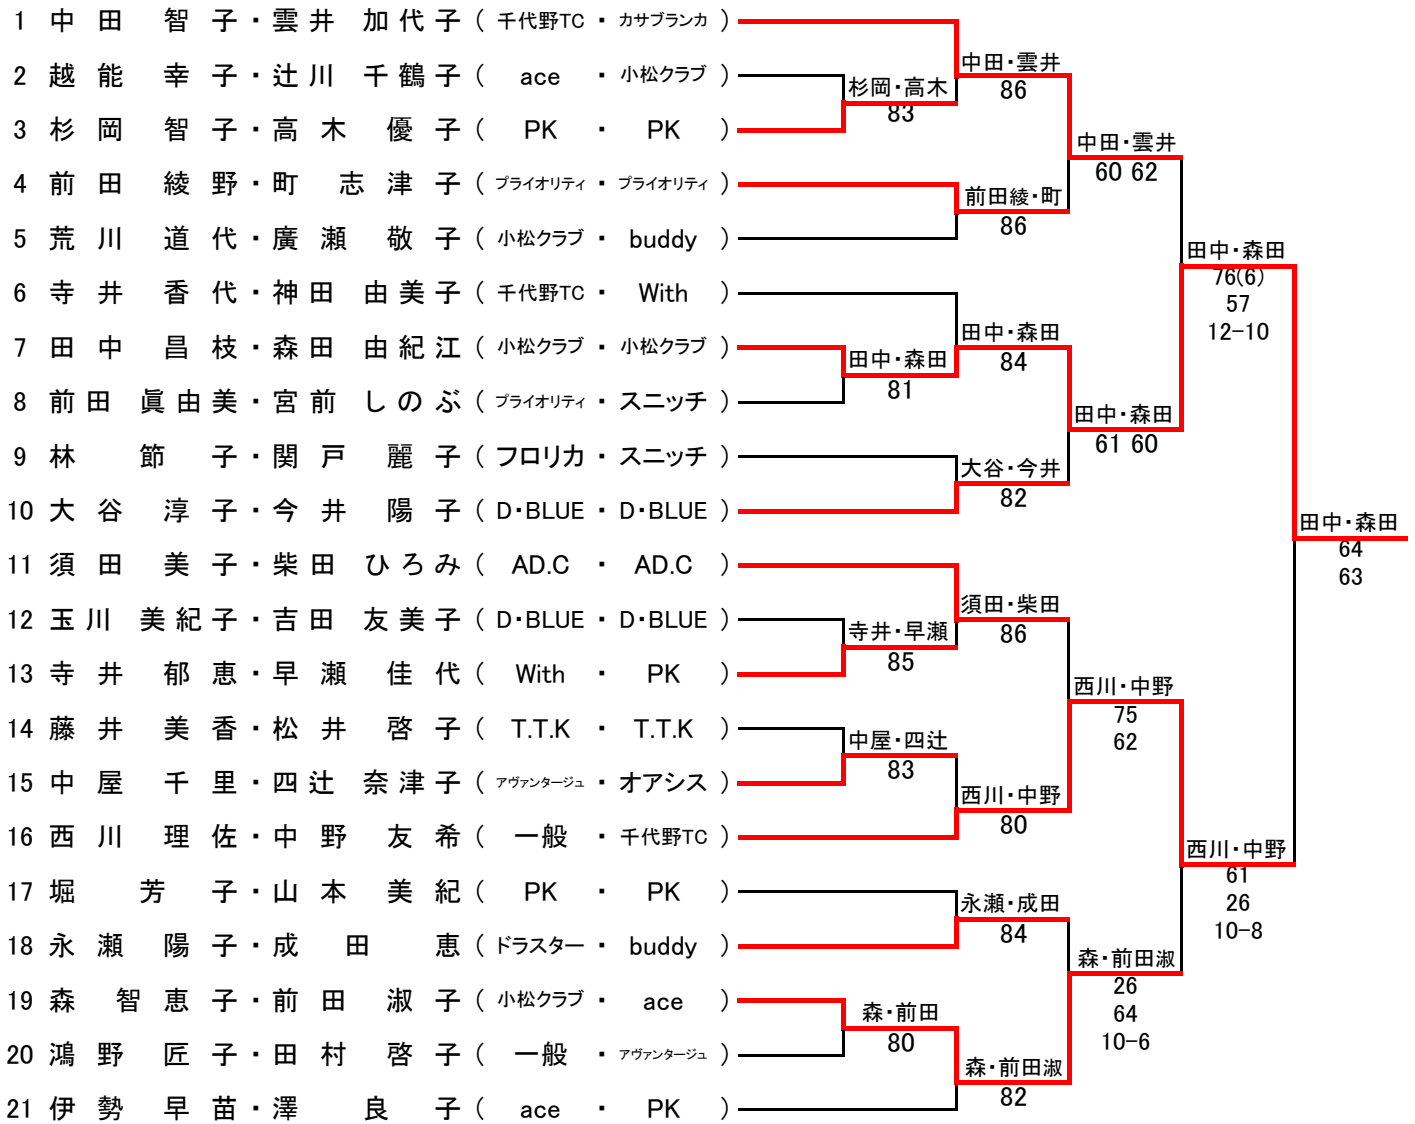 1 中田 智子・雲井 加代子 ( 千代野TC ・ カサブランカ )
2 越能 幸子・辻川 千鶴子 ( ace ・ 小松クラブ )
3 杉岡 智子・高木 優子 ( PK ・ PK )
4 前田 綾野・町 志津子 ( プライオリティ ・ プライオリティ )
5 荒川 道代・廣瀬 敬子 ( 小松クラブ ・ buddy )
6 寺井 香代・神田 由美子 ( 千代野TC ・ With )
7 田中 昌枝・森田 由紀江 ( 小松クラブ ・ 小松クラブ )
8 前田 眞由美・宮前 しのぶ ( プライオリティ ・ スニッチ )
9 林 節子・関戸 麗子 ( フロリカ ・ スニッチ )
10 大谷 淳子・今井 陽子 ( D・BLUE ・ D・BLUE )
11 須田 美子・柴田 ひろみ ( AD.C ・ AD.C )
12 玉川 美紀子・吉田 友美子 ( D・BLUE ・ D・BLUE )
13 寺井 郁恵・早瀬 佳代 ( With ・ PK )
14 藤井 美香・松井 啓子 ( T.T.K ・ T.T.K )
15 中屋 千里・四辻 奈津子 ( アヴァンタージュ ・ オアシス )
16 西川 理佐・中野 友希 ( 一般 ・ 千代野TC )
17 堀 芳子・山本 美紀 ( PK ・ PK )
18 永瀬 陽子・成田 恵 ( ドラスター ・ buddy )
19 森 智恵子・前田 淑子 ( 小松クラブ ・ ace )
20 鴻野 匠子・田村 啓子 ( 一般 ・ アヴァンタージュ )
21 伊勢 早苗・澤 良子 ( ace ・ PK )
杉岡・高木
83
田中・森田
81
寺井・早瀬
85
中屋・四辻
83
森・前田
80
中田・雲井
86
前田綾・町
86
田中・森田
84
大谷・今井
82
須田・柴田
86
西川・中野
80
永瀬・成田
84
森・前田淑
82
中田・雲井
60 62
田中・森田
61 60
西川・中野
75
62
森・前田淑
26
64
10-6
田中・森田
76(6)
57
12-10
西川・中野
61
26
10-8
田中・森田
64
63